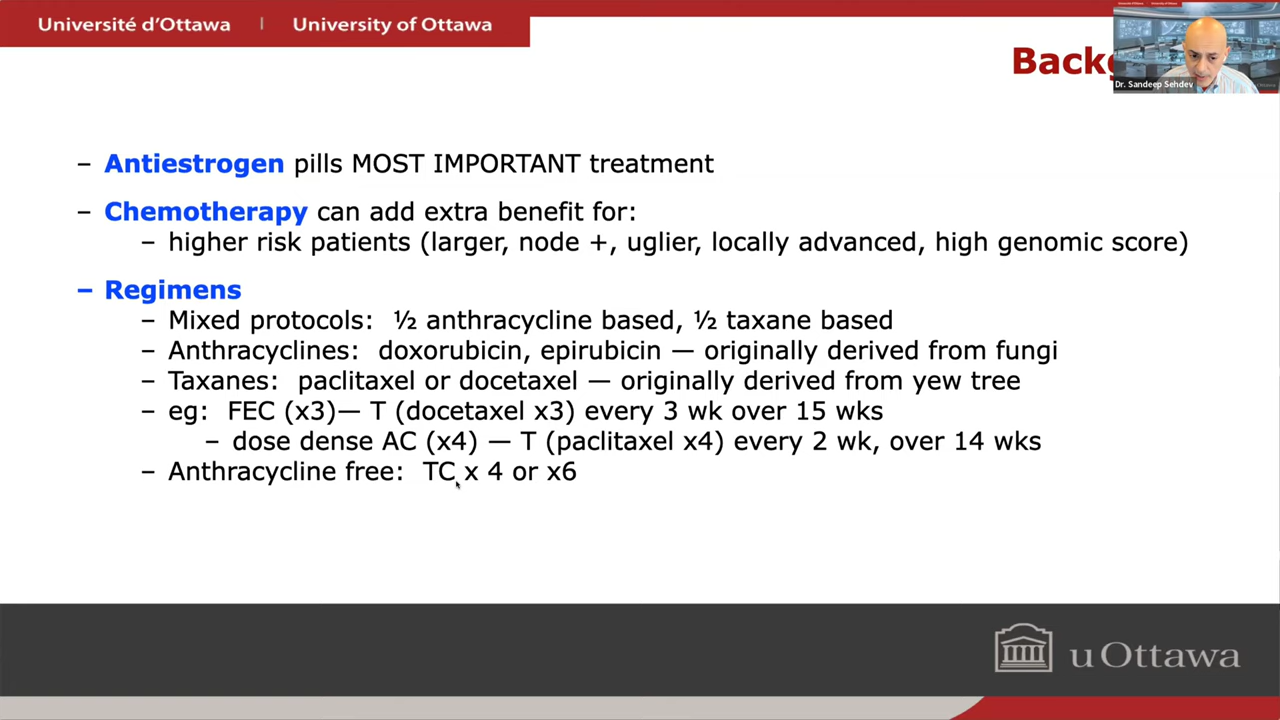 Université d'Ottawa | University of Ottawa
Dr. Sandeep Sehdev
– Antiestrogen pills MOST IMPORTANT treatment
– Chemotherapy can add extra benefit for:
– higher risk patients (larger, node +, uglier, locally advanced, high genomic score)
– Regimens
– Mixed protocols: ½ anthracycline based, ½ taxane based
– Anthracyclines: doxorubicin, epirubicin — originally derived from fungi
– Taxanes: paclitaxel or docetaxel — originally derived from yew tree
– eg: FEC (x3)— T (docetaxel x3) every 3 wk over 15 wks
– dose dense AC (x4) — T (paclitaxel x4) every 2 wk, over 14 wks
– Anthracycline free: TC x 4 or x6
uOttawa